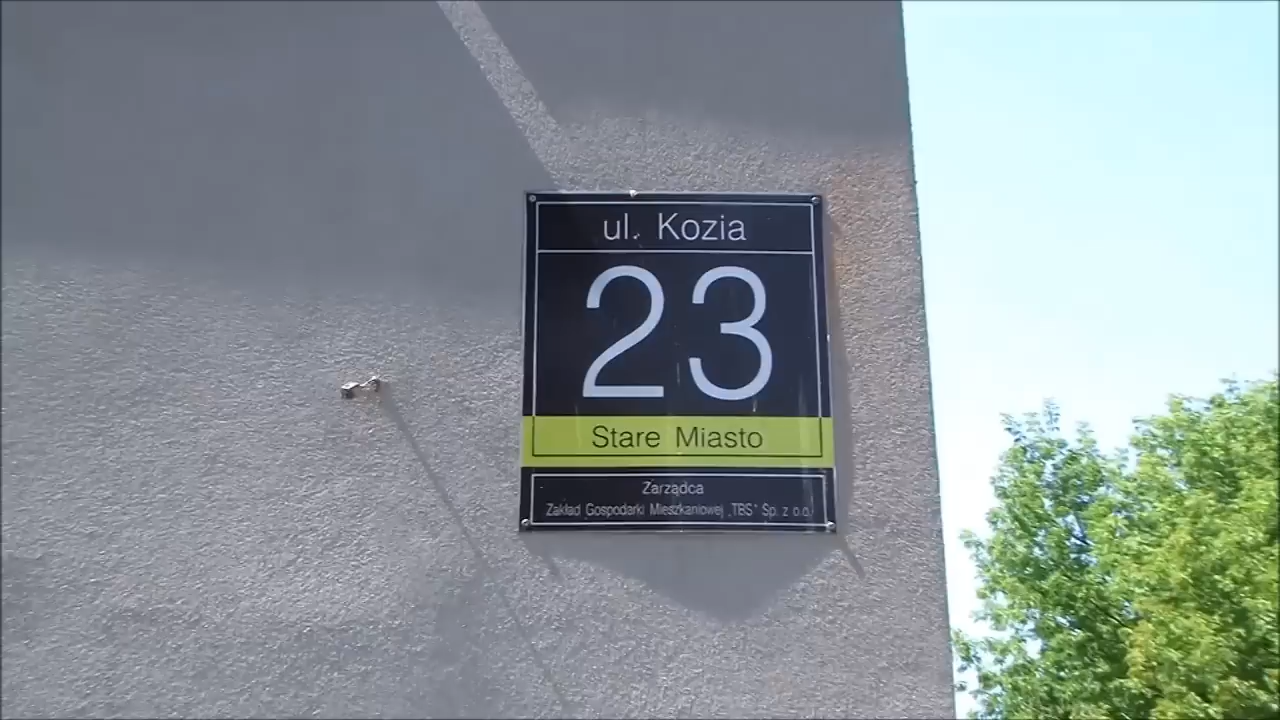 ul. Kozia
23
Stare Miasto
Zarządca
Zakład Gospodarki Mieszkaniowej „TBS” Sp. z o.o.